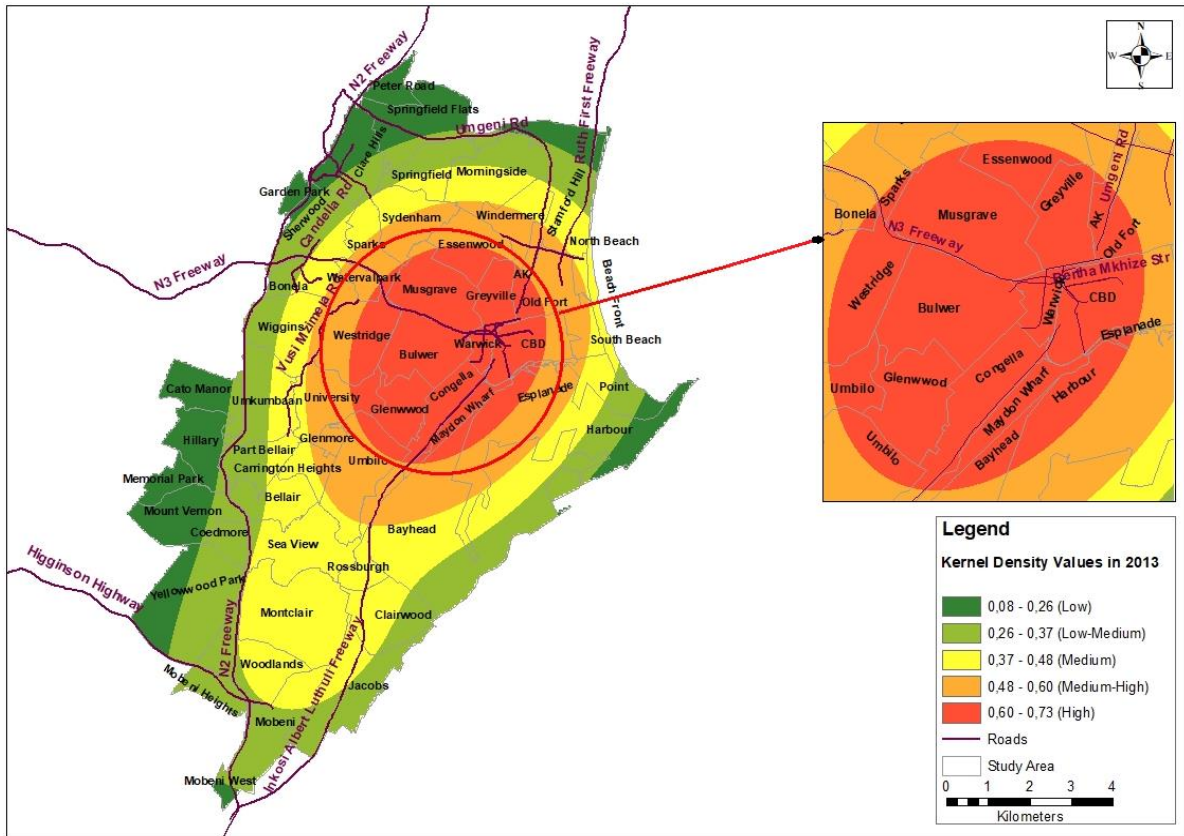 N
W E
S
N2 Freeway
Peter Road
Springfield Flats
Umgeni Rd
Ruth First Freeway
Clare Hills
Garden Park
Sherwood
Candella Rd
Springfield
Morningside
Stamford Hill
Sydenham
Windermere
Sparks
Essenwood
North Beach
N3 Freeway
Bonela
Watervalpark
Musgrave
AK
Greyville
Old Fort
Beach Front
Wiggins
Vusi Mzimela Rd
Westridge
Bulwer
Warwick
CBD
South Beach
Cato Manor
Umkumbaan
University
Glenwwod
Congella
Maydon Wharf
Esplanade
Point
Harbour
Hillary
Part Bellair
Glenmore
Carrington Heights
Umbilo
Memorial Park
Bellair
Mount Vernon
Coedmore
Sea View
Bayhead
Higginson Highway
Yellowwood Park
Rossburgh
Montclair
Clairwood
N2 Freeway
Woodlands
Mobeni Heights
Jacobs
Inkosi Albert Luthuli Freeway
Mobeni
Mobeni West
Essenwood
Sparks
Greyville
Umgeni Rd
Bonela
Musgrave
AK
N3 Freeway
Old Fort
Bertha Mkhize Str
Westridge
Warwick
CBD
Bulwer
Esplanade
Umbilo
Glenwwod
Congella
Maydon Wharf
Harbour
Umbilo
Bayhead
Legend
Kernel Density Values in 2013
0,08 - 0,26 (Low)
0,26 - 0,37 (Low-Medium)
0,37 - 0,48 (Medium)
0,48 - 0,60 (Medium-High)
0,60 - 0,73 (High)
Roads
Study Area
0 1 2 3 4
Kilometers